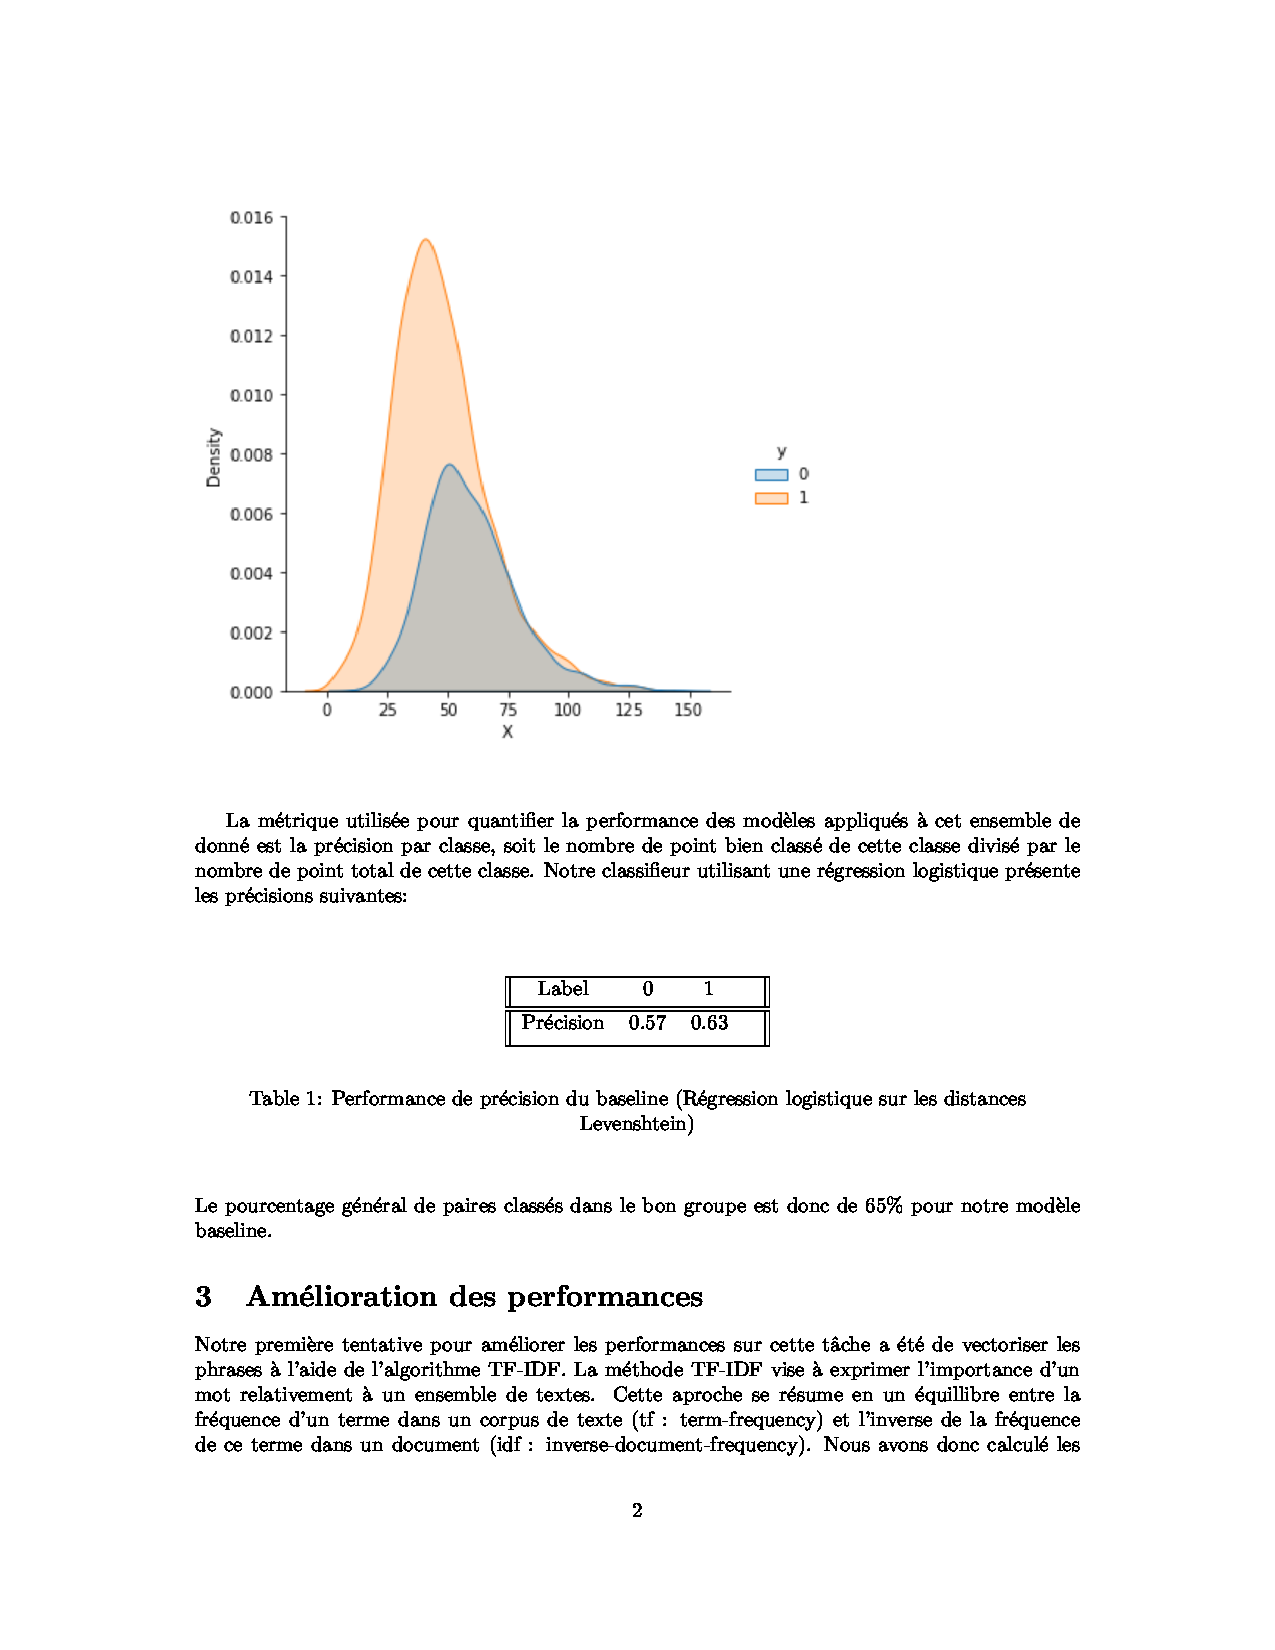 0.016
0.014
0.012
0.010
0.008
0.006
0.004
0.002
0.000
Density
0 25 50 75 100 125 150
X
y
0
1
La métrique utilisée pour quantifier la performance des modèles appliqués à cet ensemble de
donné est la précision par classe, soit le nombre de point bien classé de cette classe divisé par le
nombre de point total de cette classe. Notre classifieur utilisant une régression logistique présente
les précisions suivantes:
Label 0 1
Précision 0.57 0.63
Table 1: Performance de précision du baseline (Régression logistique sur les distances
Levenshtein)
Le pourcentage général de paires classés dans le bon groupe est donc de 65% pour notre modèle
baseline.
3 Amélioration des performances
Notre première tentative pour améliorer les performances sur cette tâche a été de vectoriser les
phrases à l'aide de l'algorithme TF-IDF. La méthode TF-IDF vise à exprimer l'importance d'un
mot relativement à un ensemble de textes. Cette aproche se résume en un équillibre entre la
fréquence d'un terme dans un corpus de texte (tf : term-frequency) et l'inverse de la fréquence
de ce terme dans un document (idf : inverse-document-frequency). Nous avons donc calculé les
2